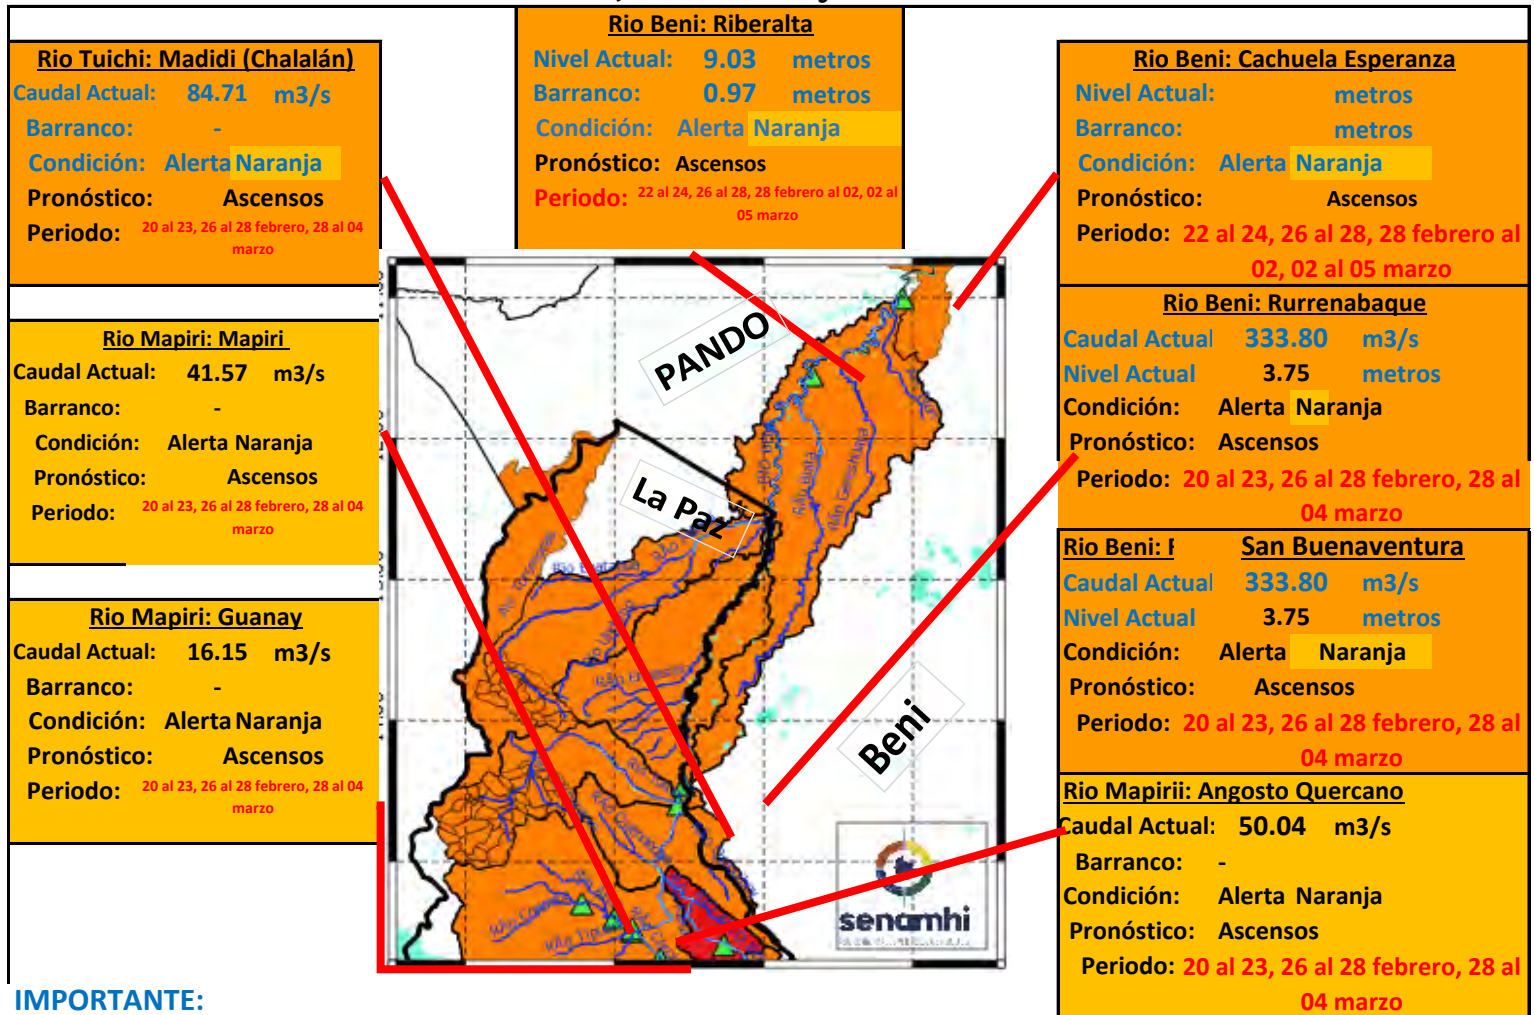 Rio Tuichi: Madidi (Chalalán)
Caudal Actual: 84.71 m3/s
Barranco: -
Condición: Alerta Naranja
Pronóstico: Ascensos
Periodo: 20 al 23, 26 al 28 febrero, 28 al 04
marzo
Rio Mapiri: Mapiri
Caudal Actual: 41.57 m3/s
Barranco: -
Condición: Alerta Naranja
Pronóstico: Ascensos
Periodo: 20 al 23, 26 al 28 febrero, 28 al 04
marzo
Rio Mapiri: Guanay
Caudal Actual: 16.15 m3/s
Barranco: -
Condición: Alerta Naranja
Pronóstico: Ascensos
Periodo: 20 al 23, 26 al 28 febrero, 28 al 04
marzo
Rio Beni: Riberalta
Nivel Actual: 9.03 metros
Barranco: 0.97 metros
Condición: Alerta Naranja
Pronóstico: Ascensos
Periodo: 22 al 24, 26 al 28, 28 febrero al 02, 02 al
05 marzo
PANDO
La Paz
Beni
senamhi
Rio Beni: Cachuela Esperanza
Nivel Actual: metros
Barranco: metros
Condición: Alerta Naranja
Pronóstico: Ascensos
Periodo: 22 al 24, 26 al 28, 28 febrero al
02, 02 al 05 marzo
Rio Beni: Rurrenabaque
Caudal Actual 333.80 m3/s
Nivel Actual 3.75 metros
Condición: Alerta Naranja
Pronóstico: Ascensos
Periodo: 20 al 23, 26 al 28 febrero, 28 al
04 marzo
Rio Beni: San Buenaventura
Caudal Actual 333.80 m3/s
Nivel Actual 3.75 metros
Condición: Alerta Naranja
Pronóstico: Ascensos
Periodo: 20 al 23, 26 al 28 febrero, 28 al
04 marzo
Rio Mapirii: Angosto Quercano
Caudal Actual: 50.04 m3/s
Barranco: -
Condición: Alerta Naranja
Pronóstico: Ascensos
Periodo: 20 al 23, 26 al 28 febrero, 28 al
04 marzo
IMPORTANTE: